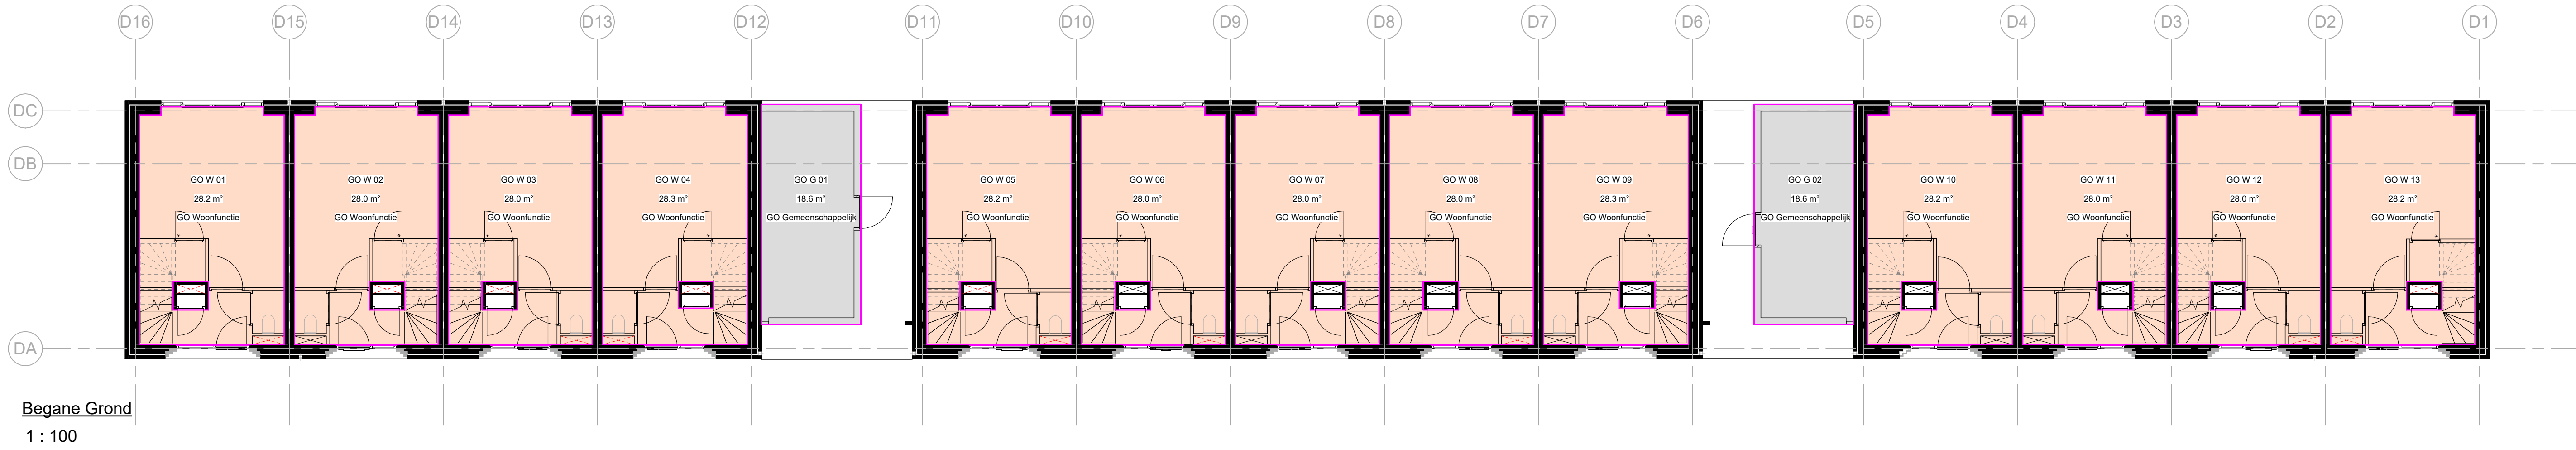 D16 D15 D14 D13 D12 D11 D10 D9 D8 D7 D6 D5 D4 D3 D2 D1
DC
DB
GO W 01
28.2 m²
GO Woonfunctie
GO W 02
28.0 m²
GO Woonfunctie
GO W 03
28.0 m²
GO Woonfunctie
GO W 04
28.3 m²
GO Woonfunctie
GO G 01
18.6 m²
GO Gemeenschappelijk
GO W 05
28.2 m²
GO Woonfunctie
GO W 06
28.0 m²
GO Woonfunctie
GO W 07
28.0 m²
GO Woonfunctie
GO W 08
28.0 m²
GO Woonfunctie
GO W 09
28.3 m²
GO Woonfunctie
GO G 02
18.6 m²
GO Gemeenschappelijk
GO W 10
28.2 m²
GO Woonfunctie
GO W 11
28.0 m²
GO Woonfunctie
GO W 12
28.0 m²
GO Woonfunctie
GO W 13
28.2 m²
GO Woonfunctie
DA
Begane Grond
1 : 100